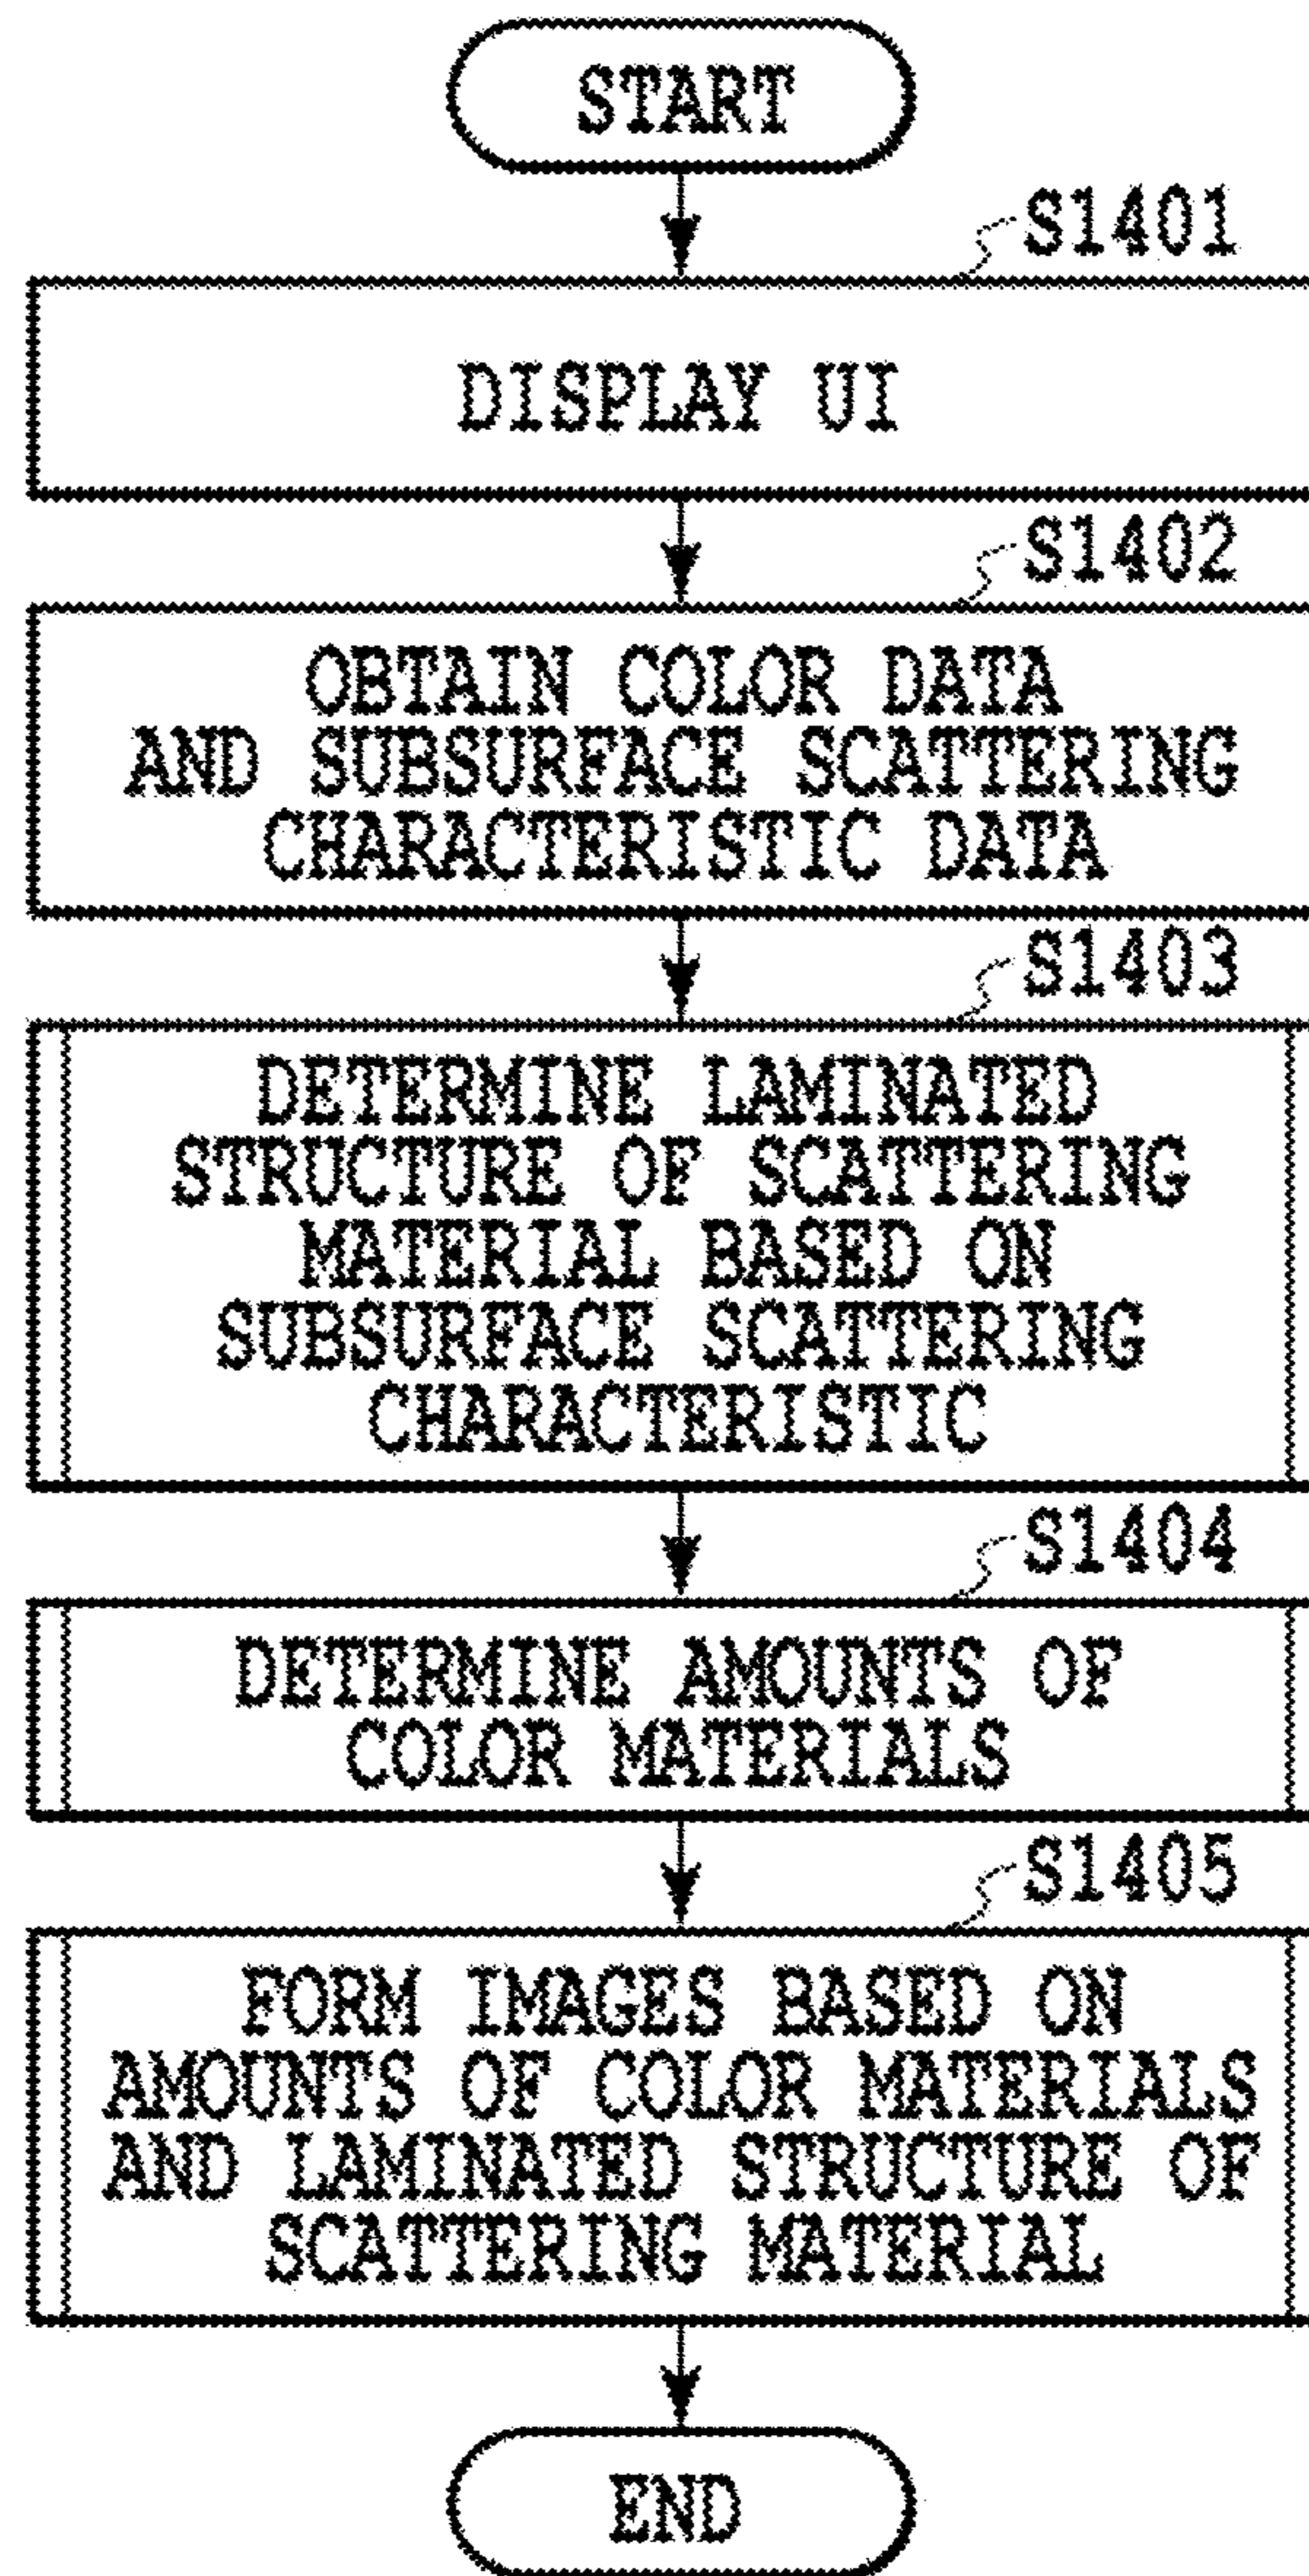 START
S1401
DISPLAY UI
S1402
OBTAIN COLOR DATA
AND SUBSURFACE SCATTERING
CHARACTERISTIC DATA
S1403
DETERMINE LAMINATED
STRUCTURE OF SCATTERING
MATERIAL BASED ON
SUBSURFACE SCATTERING
CHARACTERISTIC
S1404
DETERMINE AMOUNTS OF
COLOR MATERIALS
S1405
FORM IMAGES BASED ON
AMOUNTS OF COLOR MATERIALS
AND LAMINATED STRUCTURE OF
SCATTERING MATERIAL
END